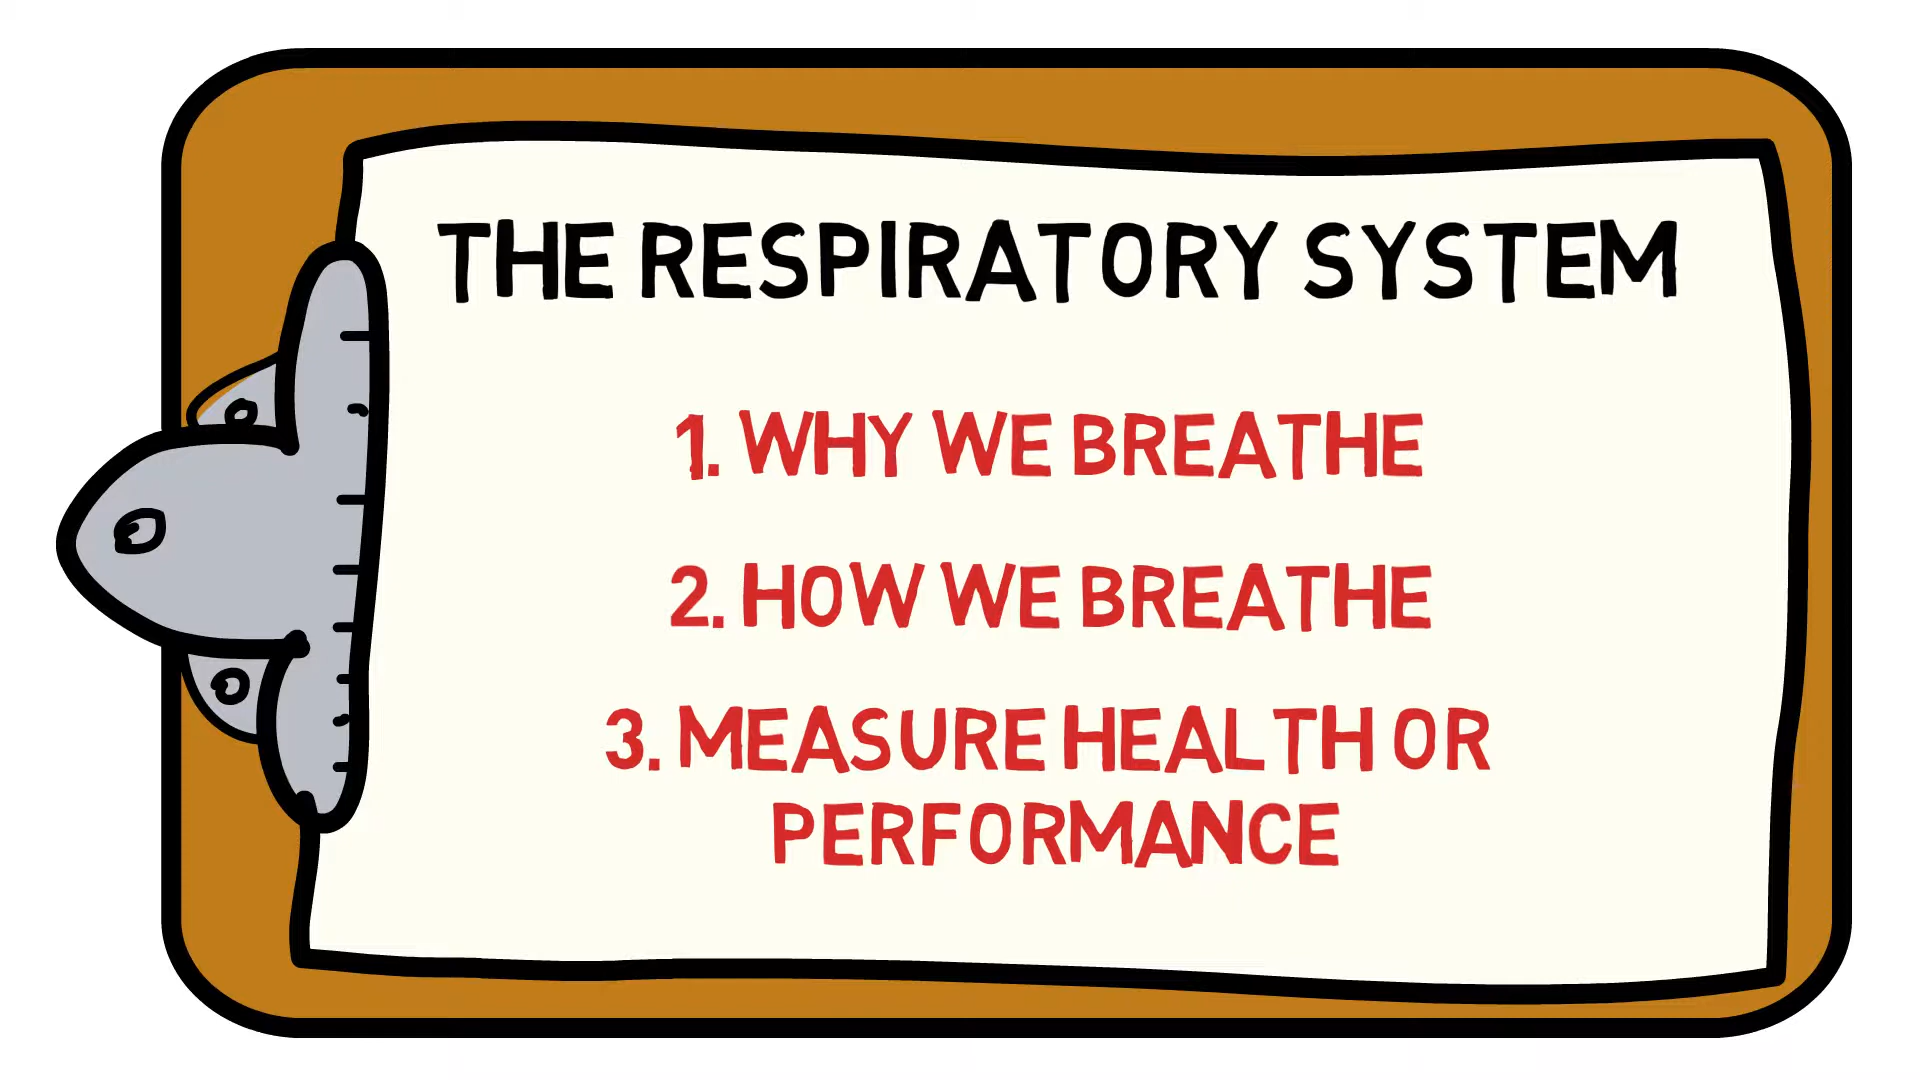 THE RESPIRATORY SYSTEM
1. WHY WE BREATHE
2. HOW WE BREATHE
3. MEASURE HEALTH OR
PERFORMANCE